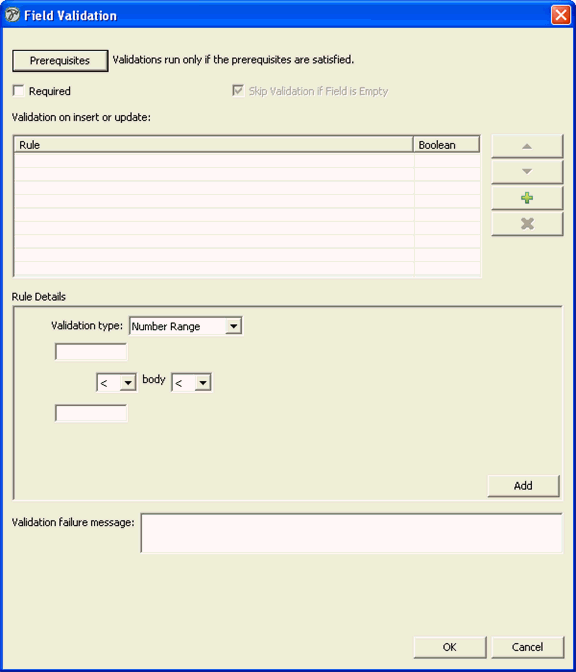 Field Validation
Prerequisites Validations run only if the prerequisites are satisfied.
Required Skip Validation if Field is Empty
Validation on insert or update:
Rule Boolean
Rule Details
Validation type: Number Range
< body <
Add
Validation failure message:
OK Cancel